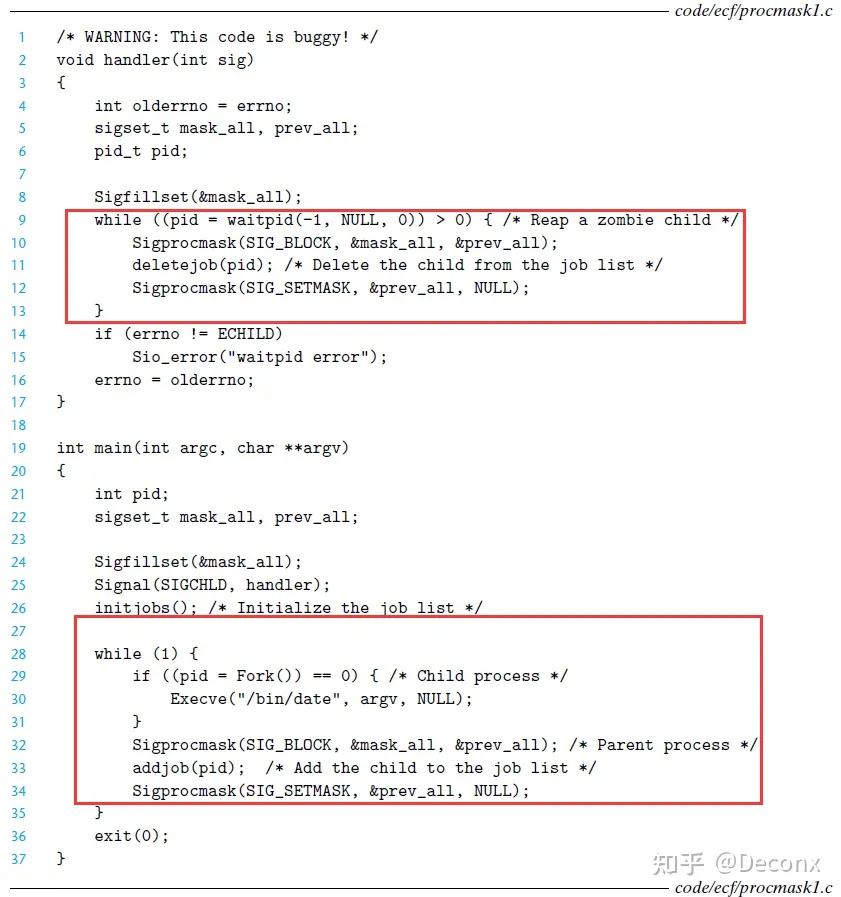 code/ecf/procmask1.c
1 /* WARNING: This code is buggy! */
2 void handler(int sig)
3 {
4     int olderrno = errno;
5     sigset_t mask_all, prev_all;
6     pid_t pid;
7
8     Sigfillset(&mask_all);
9     while ((pid = waitpid(-1, NULL, 0)) > 0) { /* Reap a zombie child */
10         Sigprocmask(SIG_BLOCK, &mask_all, &prev_all);
11         deletejob(pid); /* Delete the child from the job list */
12         Sigprocmask(SIG_SETMASK, &prev_all, NULL);
13     }
14     if (errno != ECHILD)
15         Sio_error("waitpid error");
16     errno = olderrno;
17 }
18
19 int main(int argc, char **argv)
20 {
21     int pid;
22     sigset_t mask_all, prev_all;
23
24     Sigfillset(&mask_all);
25     Signal(SIGCHLD, handler);
26     initjobs(); /* Initialize the job list */
27
28     while (1) {
29         if ((pid = Fork()) == 0) { /* Child process */
30             Execve("/bin/date", argv, NULL);
31         }
32         Sigprocmask(SIG_BLOCK, &mask_all, &prev_all); /* Parent process */
33         addjob(pid);  /* Add the child to the job list */
34         Sigprocmask(SIG_SETMASK, &prev_all, NULL);
35     }
36     exit(0);
37 }
知乎 @Deconx
code/ecf/procmask1.c